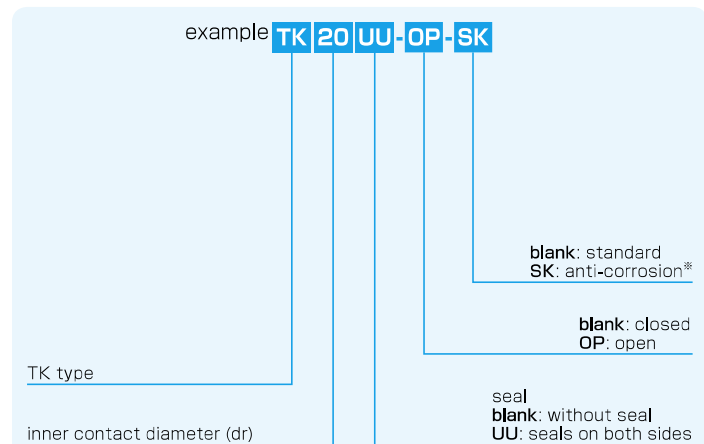 example TK 20 UU - OP - SK
blank: standard
SK: anti-corrosion※
blank: closed
OP: open
TK type
seal
blank: without seal
inner contact diameter (dr)
UU: seals on both sides